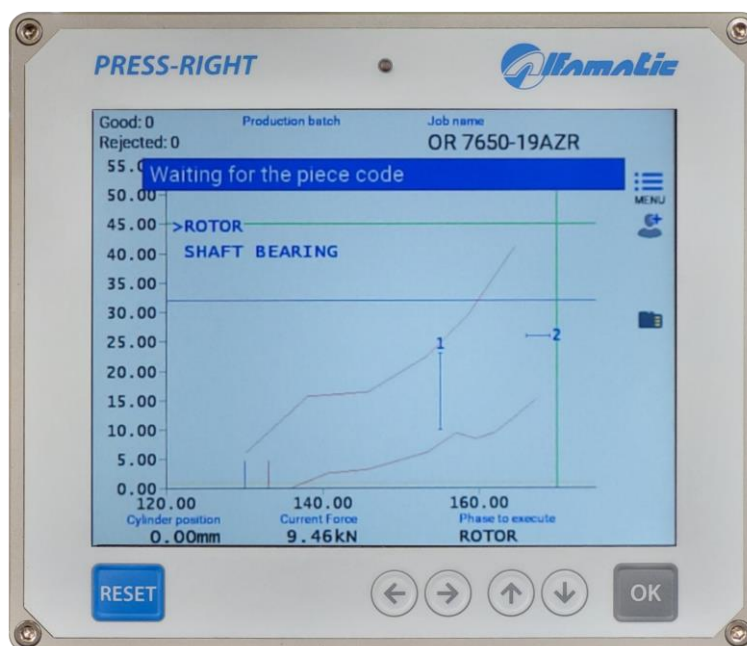 PRESS-RIGHT
Alfamatic
Good: 0
Production batch
Job name
Rejected: 0
OR 7650-19AZR
Waiting for the piece code
MENU
50.00
45.00
>ROTOR
40.00
SHAFT BEARING
35.00
30.00
25.00
1
2
20.00
15.00
10.00
5.00
0.00
120.00
140.00
160.00
Cylinder position
Current Force
Phase to execute
0.00mm
9.46kN
ROTOR
RESET
OK